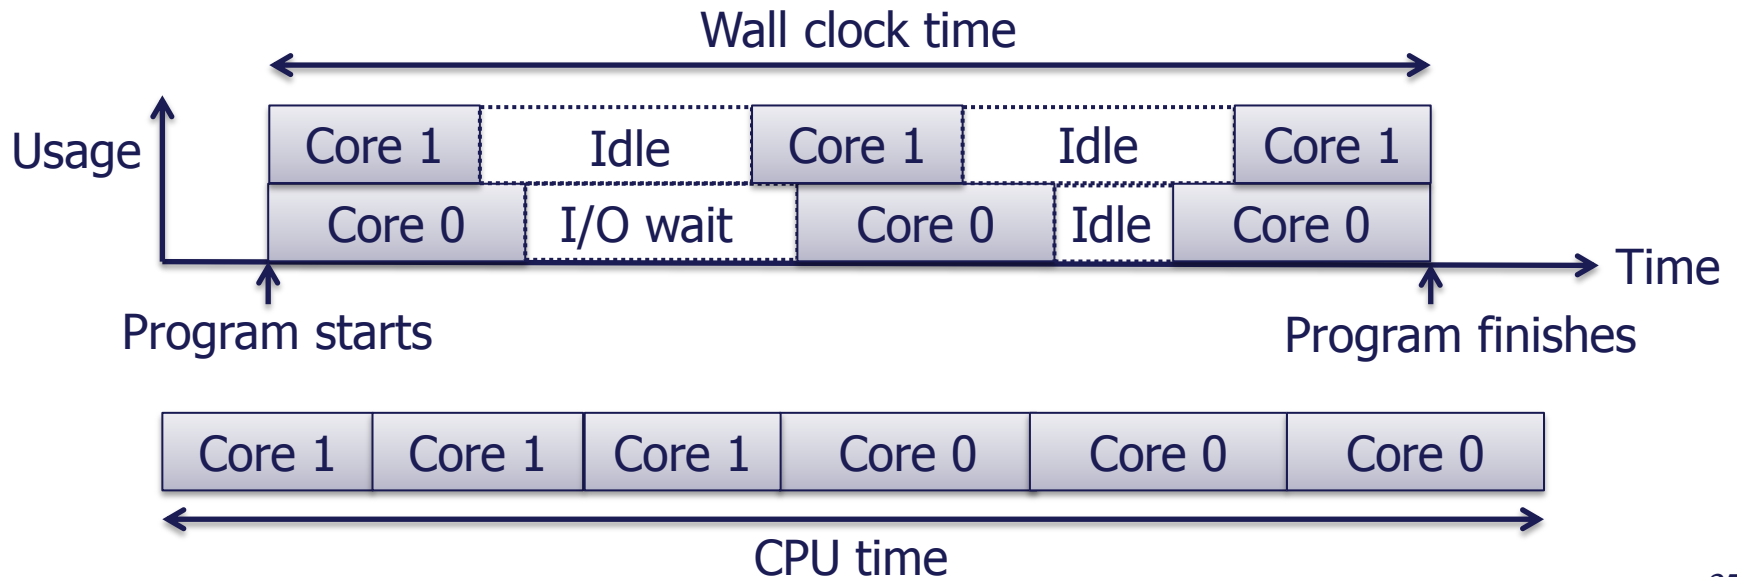 Wall clock time
Usage
Core 1 Idle Core 1 Idle Core 1
Core 0 I/O wait Core 0 Idle Core 0
Time
Program starts Program finishes
Core 1 Core 1 Core 1 Core 0 Core 0 Core 0
CPU time